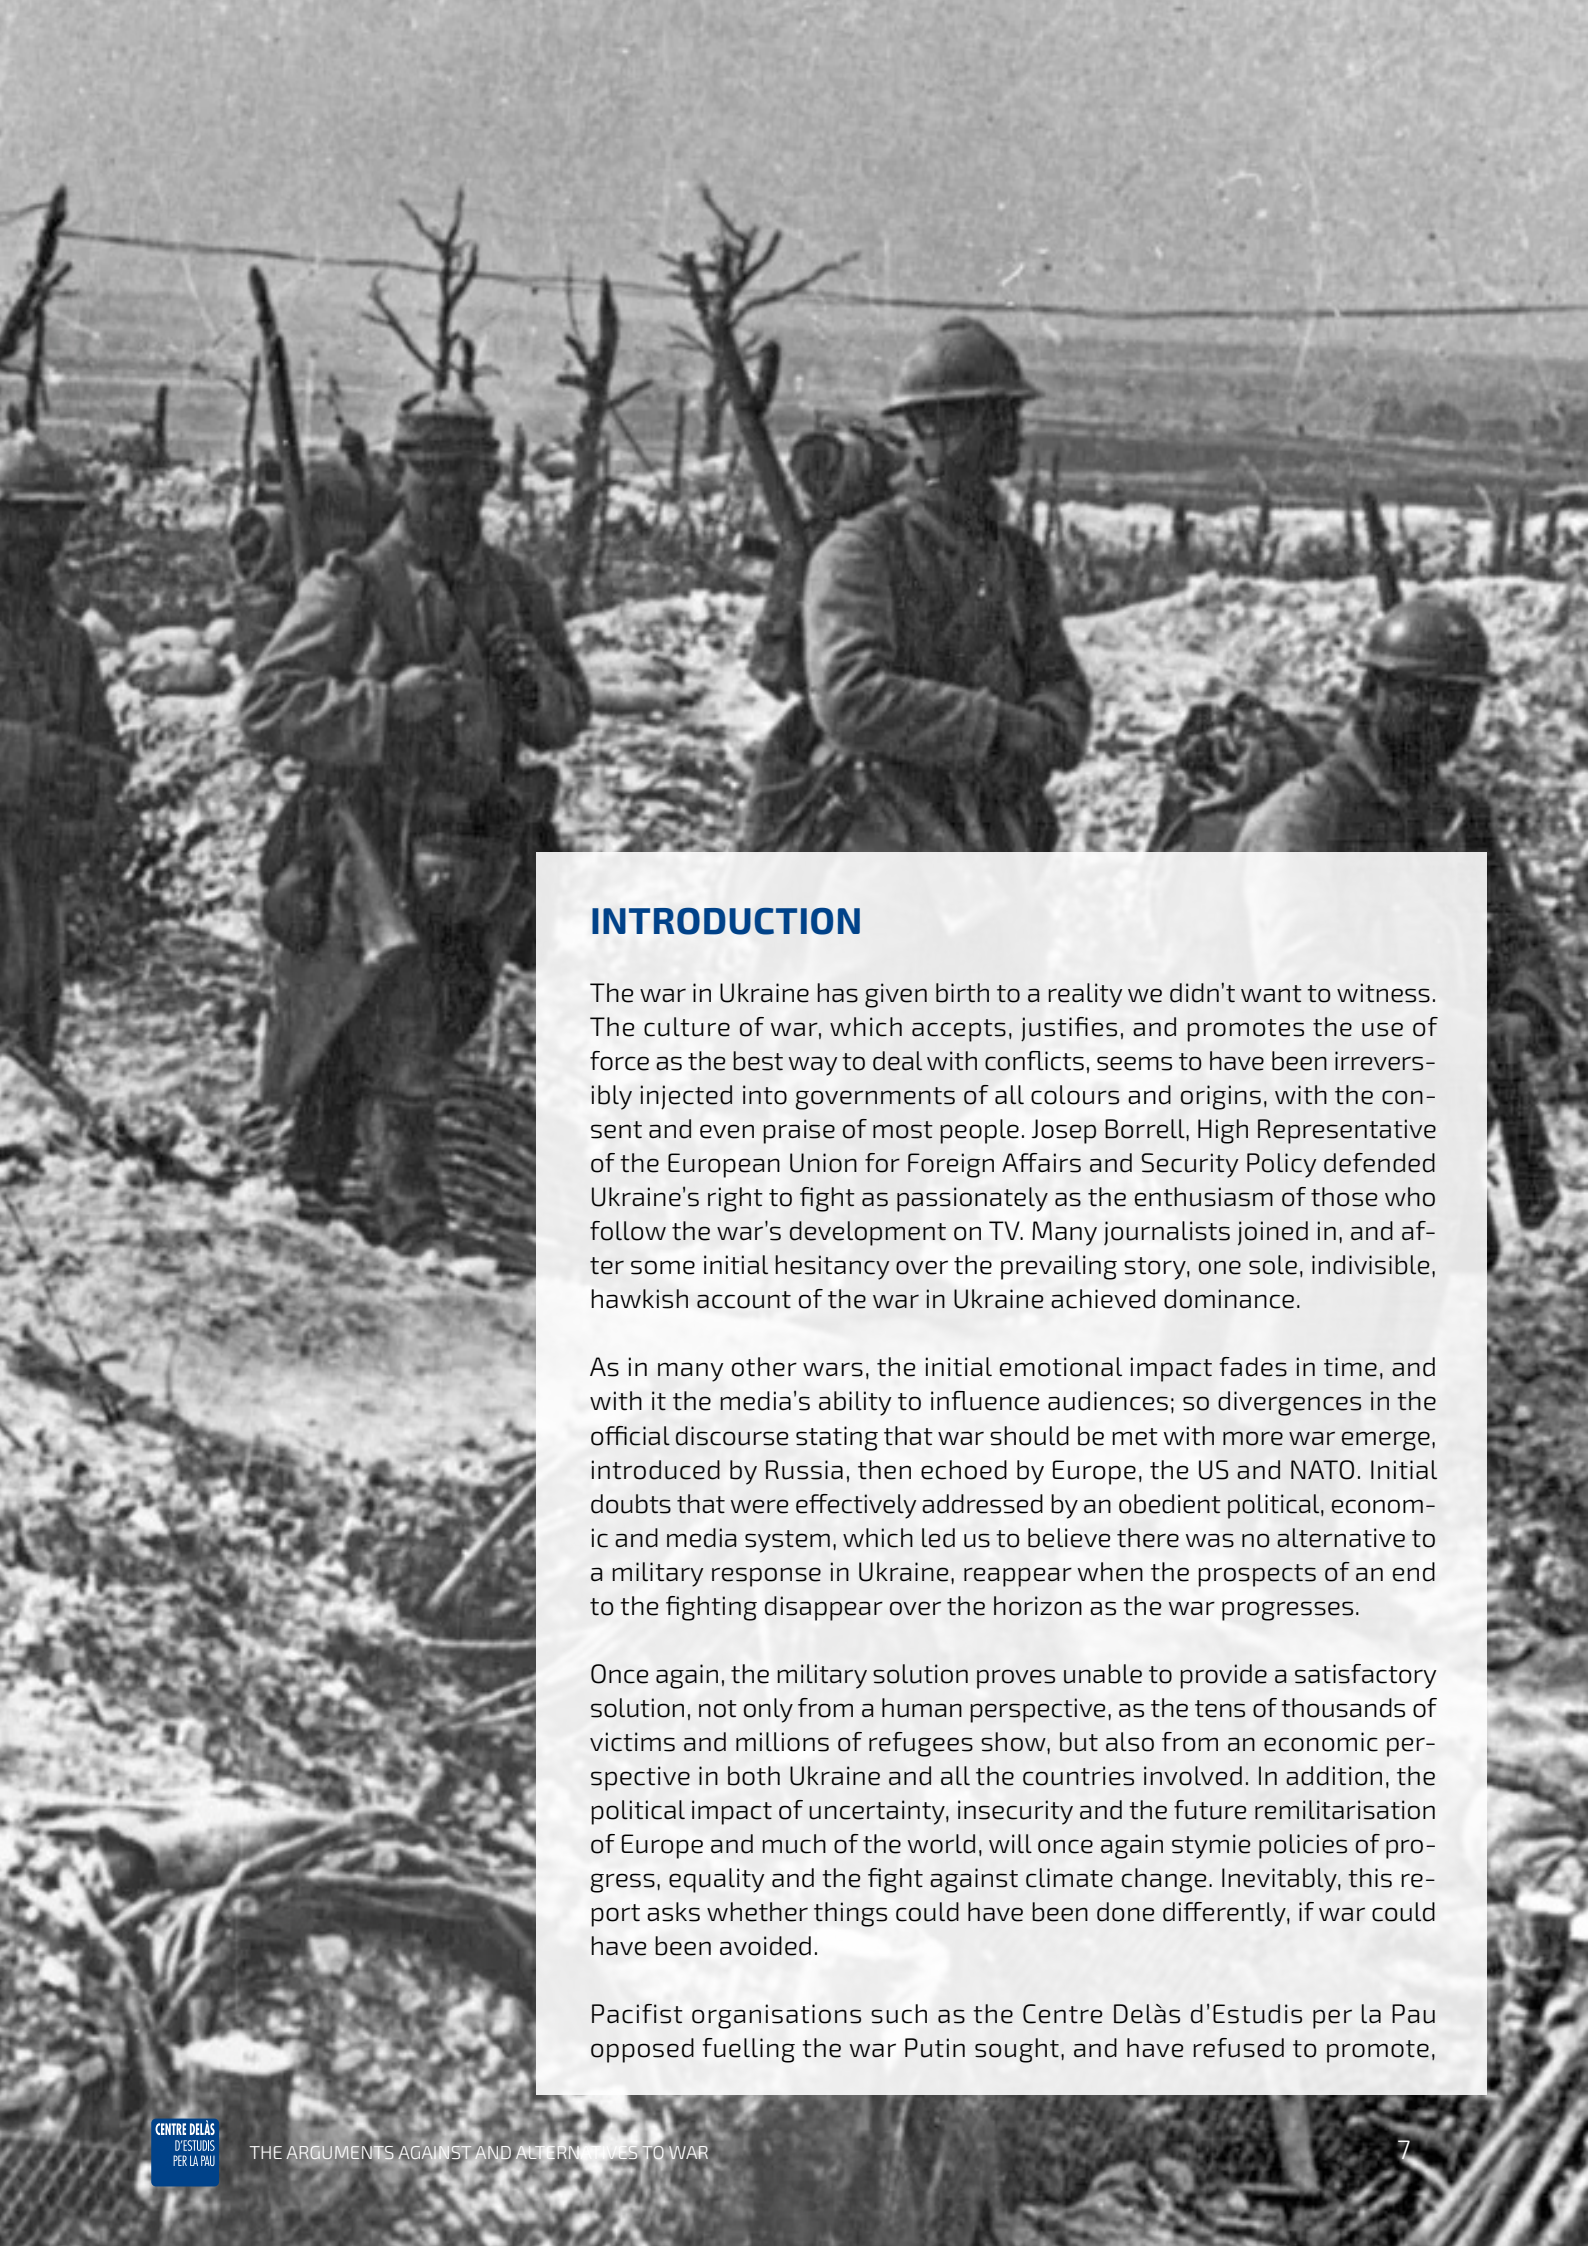 INTRODUCTION
The war in Ukraine has given birth to a reality we didn’t want to witness.
The culture of war, which accepts, justifies, and promotes the use of
force as the best way to deal with conflicts, seems to have been irrevers-
ibly injected into governments of all colours and origins, with the con-
sent and even praise of most people. Josep Borrell, High Representative
of the European Union for Foreign Affairs and Security Policy defended
Ukraine’s right to fight as passionately as the enthusiasm of those who
follow the war’s development on TV. Many journalists joined in, and af-
ter some initial hesitancy over the prevailing story, one sole, indivisible,
hawkish account of the war in Ukraine achieved dominance.
As in many other wars, the initial emotional impact fades in time, and
with it the media’s ability to influence audiences; so divergences in the
official discourse stating that war should be met with more war emerge,
introduced by Russia, then echoed by Europe, the US and NATO. Initial
doubts that were effectively addressed by an obedient political, econom-
ic and media system, which led us to believe there was no alternative to
a military response in Ukraine, reappear when the prospects of an end
to the fighting disappear over the horizon as the war progresses.
Once again, the military solution proves unable to provide a satisfactory
solution, not only from a human perspective, as the tens of thousands of
victims and millions of refugees show, but also from an economic per-
spective in both Ukraine and all the countries involved. In addition, the
political impact of uncertainty, insecurity and the future remilitarisation
of Europe and much of the world, will once again stymie policies of pro-
gress, equality and the fight against climate change. Inevitably, this re-
port asks whether things could have been done differently, if war could
have been avoided.
Pacifist organisations such as the Centre Delàs d’Estudis per la Pau
opposed fuelling the war Putin sought, and have refused to promote,
CENTRE DELÀS
D’ESTUDIS
PER LA PAU
THE ARGUMENTS AGAINST AND ALTERNATIVES TO WAR
7